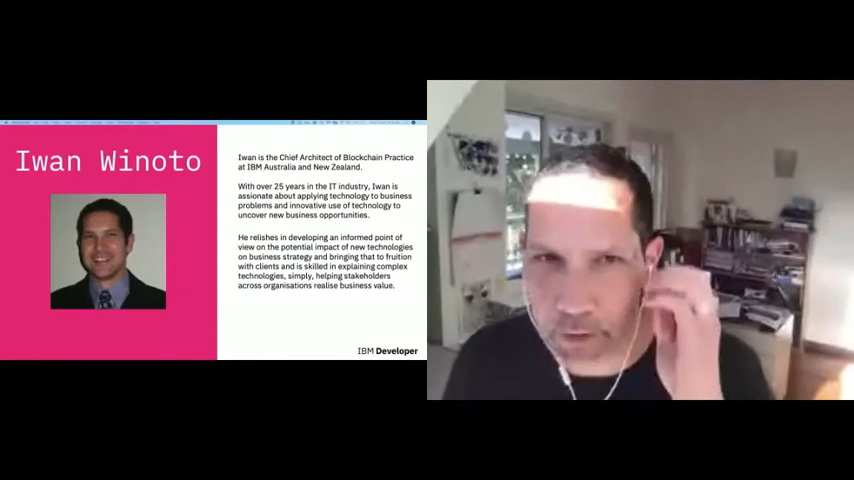 Iwan Winoto
Iwan is the Chief Architect of Blockchain Practice
at IBM Australia and New Zealand.
With over 25 years in the IT industry, Iwan is
assionate about applying technology to business
problems and innovative use of technology to
uncover new business opportunities.
He relishes in developing an informed point of
view on the potential impact of new technologies
on business strategy and bringing that to fruition
with clients and is skilled in explaining complex
technologies, simply, helping stakeholders
across organisations realise business value.
IBM Developer